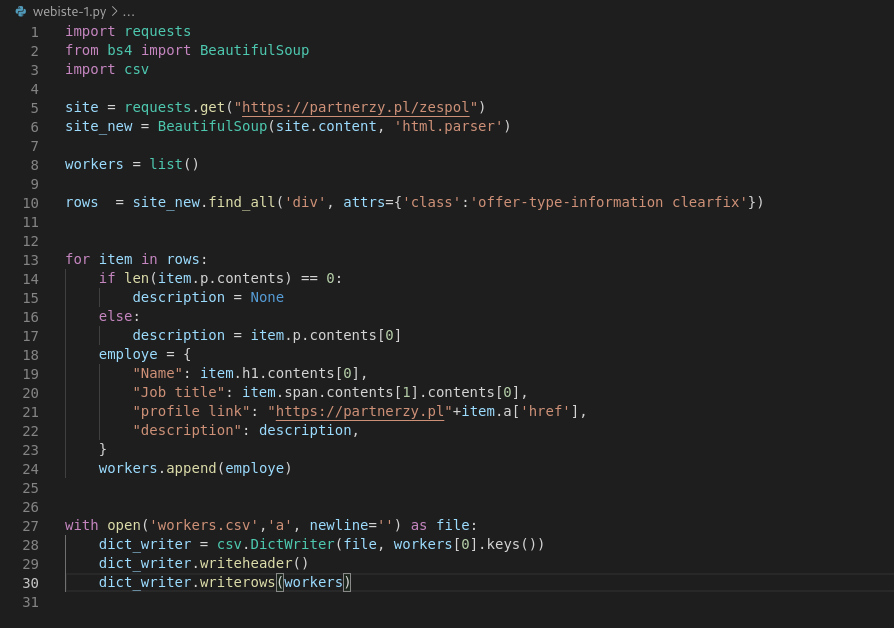 webiste-1.py > ...
1 import requests
2 from bs4 import BeautifulSoup
3 import csv
4
5 site = requests.get("https://partnerzy.pl/zespol")
6 site_new = BeautifulSoup(site.content, 'html.parser')
7
8 workers = list()
9
10 rows  = site_new.find_all('div', attrs={'class':'offer-type-information clearfix'})
11
12
13 for item in rows:
14     if len(item.p.contents) == 0:
15         description = None
16     else:
17         description = item.p.contents[0]
18     employe = {
19         "Name": item.h1.contents[0],
20         "Job title": item.span.contents[1].contents[0],
21         "profile link": "https://partnerzy.pl"+item.a['href'],
22         "description": description,
23     }
24     workers.append(employe)
25
26
27 with open('workers.csv','a', newline='') as file:
28     dict_writer = csv.DictWriter(file, workers[0].keys())
29     dict_writer.writeheader()
30     dict_writer.writerows(workers)
31